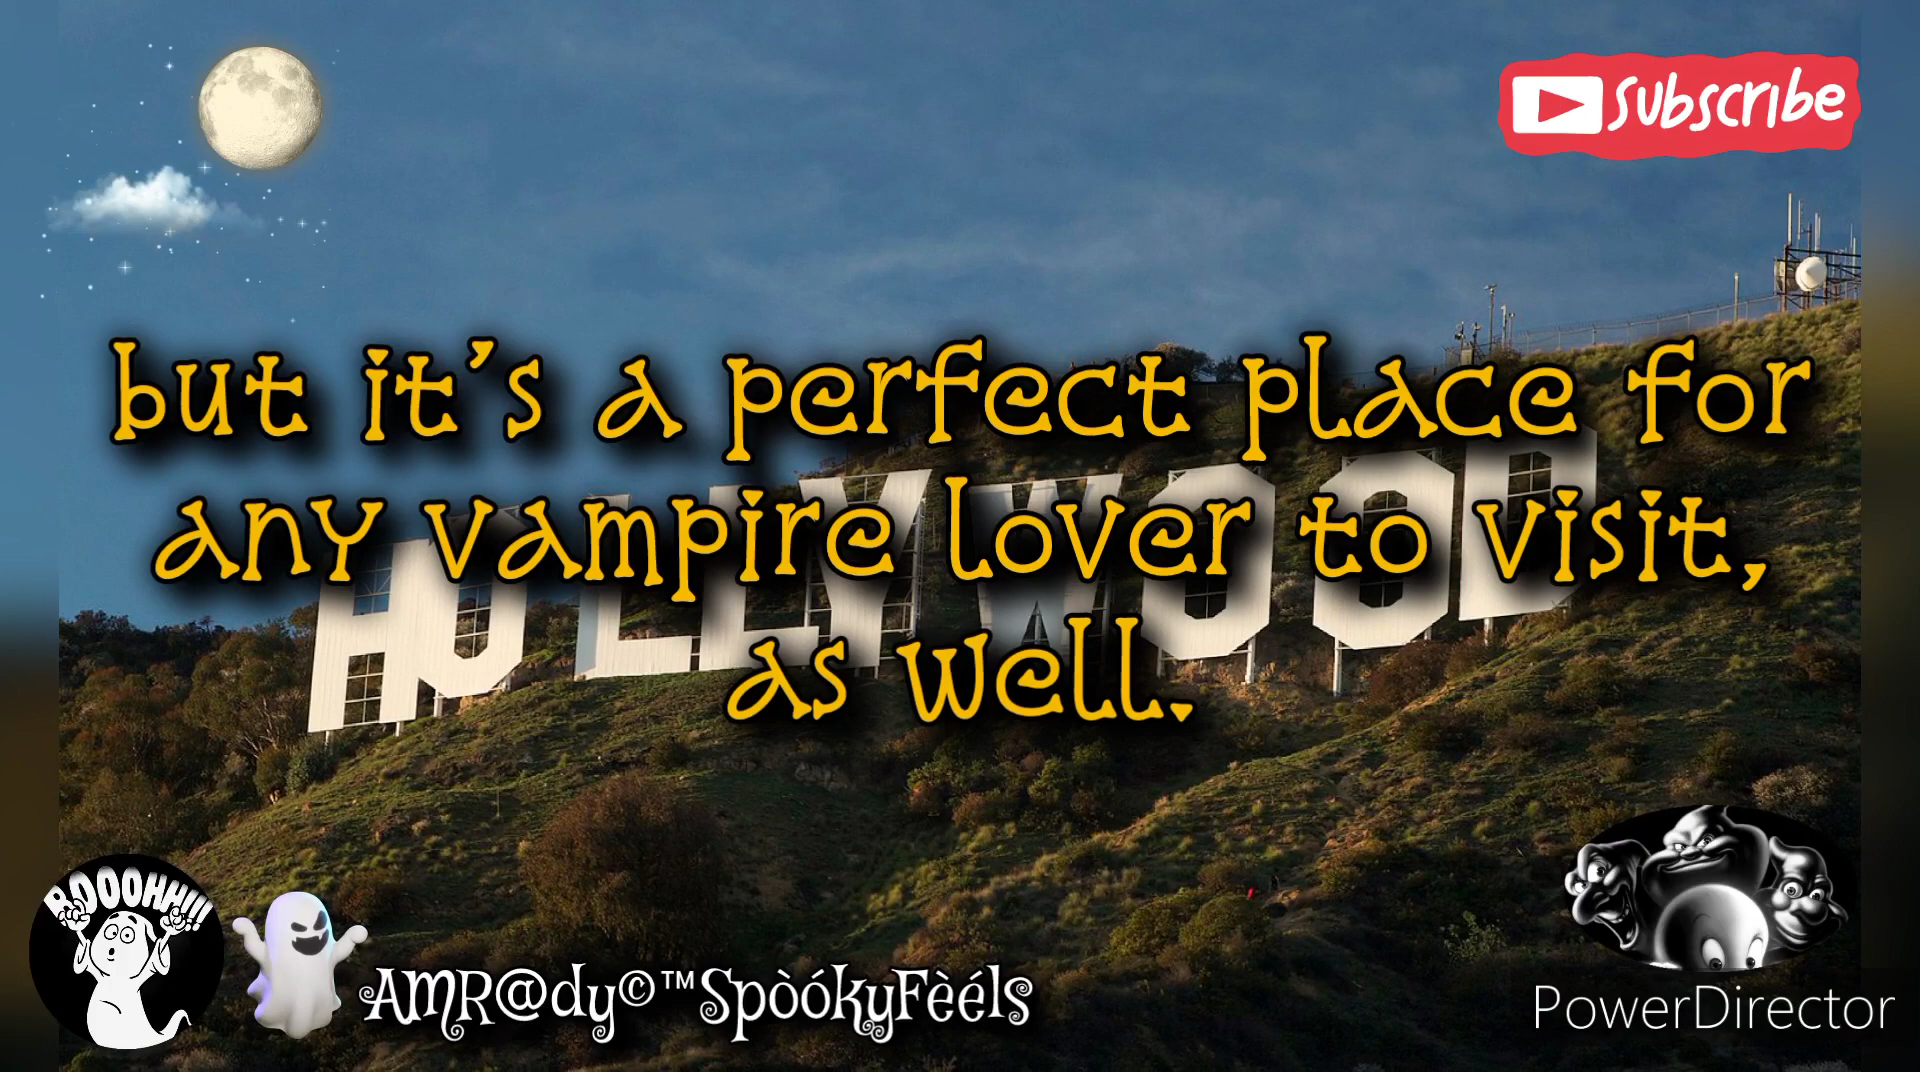 Subscribe
but it's a perfect place for
any vampire lover to visit,
as well.
HOLLYWOOD
BOOOHH!!!
AMR@dy©™SpòókyFèéls
PowerDirector